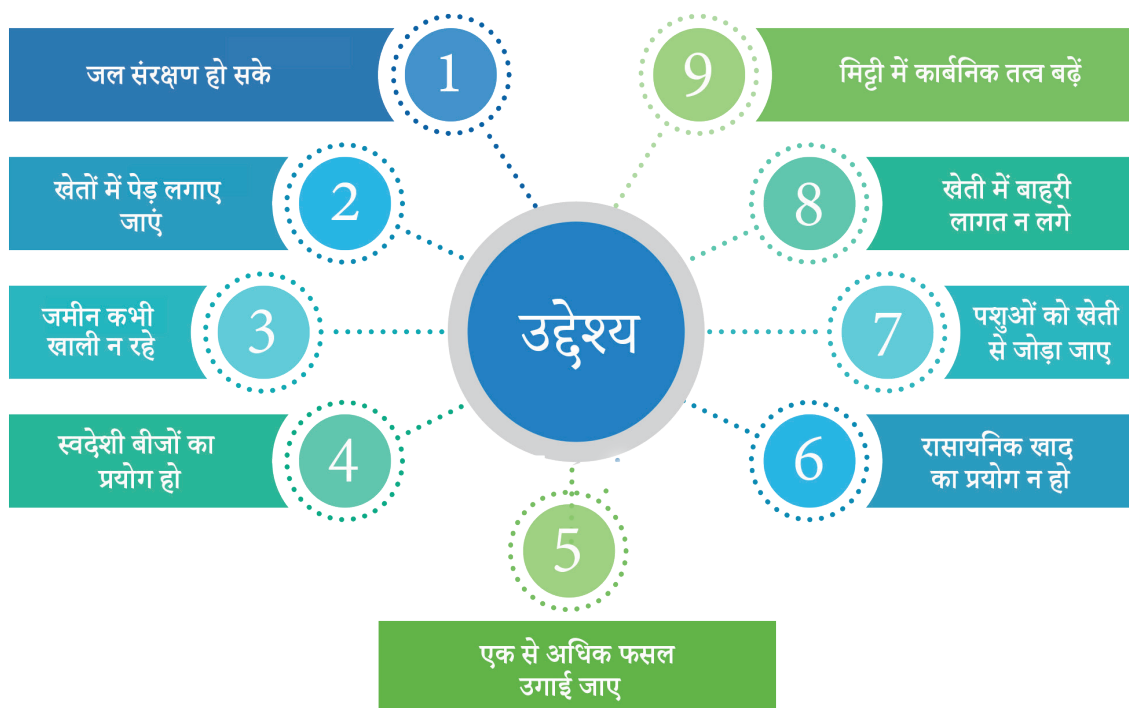 उद्देश्य
1
जल संरक्षण हो सके
2
खेतों में पेड़ लगाए
जाएं
3
जमीन कभी
खाली न रहे
4
स्वदेशी बीजों का
प्रयोग हो
5
एक से अधिक फसल
उगाई जाए
6
रासायनिक खाद
का प्रयोग न हो
7
पशुओं को खेती
से जोड़ा जाए
8
खेती में बाहरी
लागत न लगे
9
मिट्टी में कार्बनिक तत्व बढ़ें